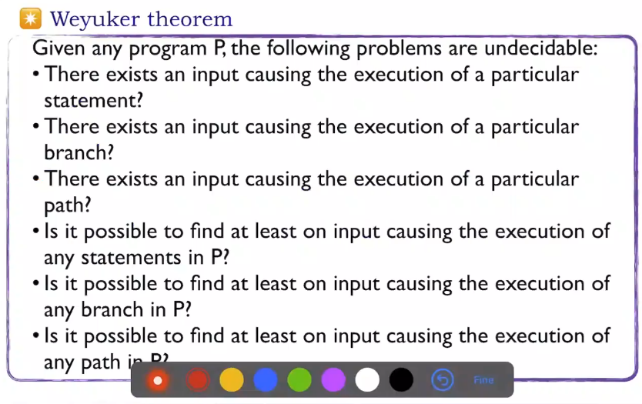 Weyuker theorem
Given any program P, the following problems are undecidable:
• There exists an input causing the execution of a particular
statement?
• There exists an input causing the execution of a particular
branch?
• There exists an input causing the execution of a particular
path?
• Is it possible to find at least on input causing the execution of
any statements in P?
• Is it possible to find at least on input causing the execution of
any branch in P?
• Is it possible to find at least on input causing the execution of
any path in P?
Fine